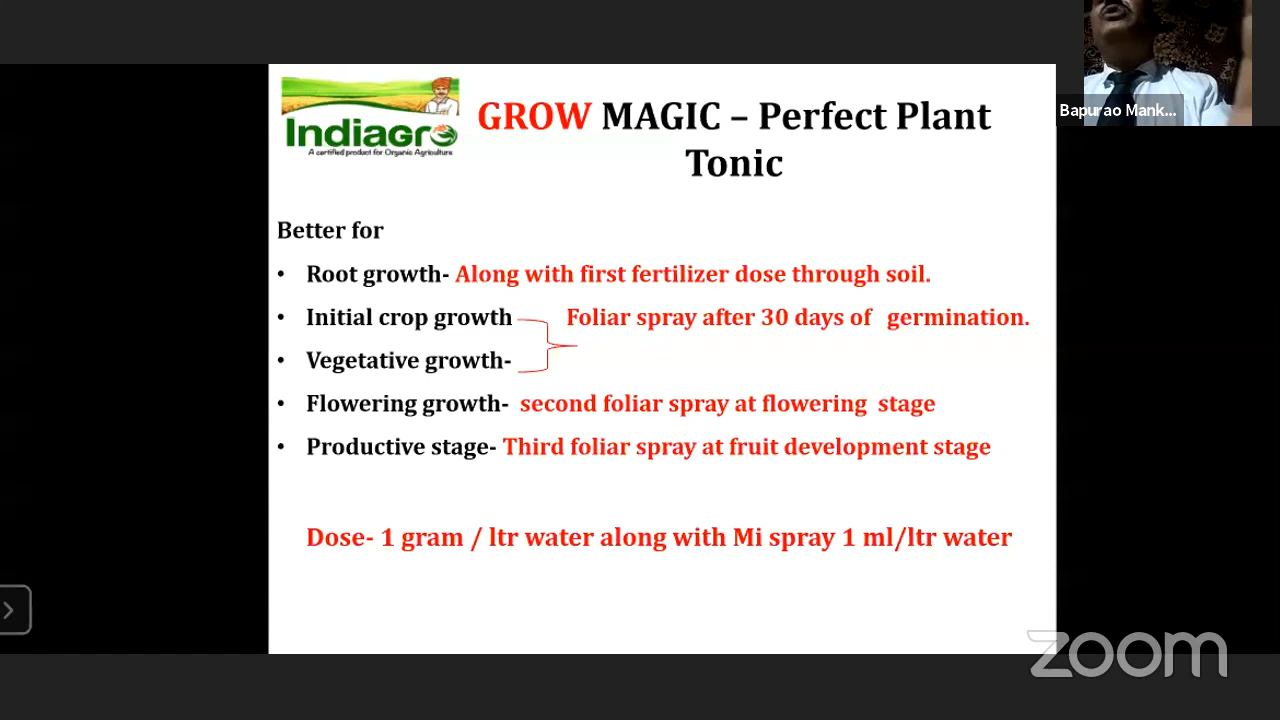 Indiagro
A certified product for Organic Agriculture
GROW MAGIC – Perfect Plant
Tonic
Bapurao Mank...
Better for
• Root growth- Along with first fertilizer dose through soil.
• Initial crop growth Foliar spray after 30 days of germination.
• Vegetative growth-
• Flowering growth- second foliar spray at flowering stage
• Productive stage- Third foliar spray at fruit development stage
Dose- 1 gram / ltr water along with Mi spray 1 ml/ltr water
zoom